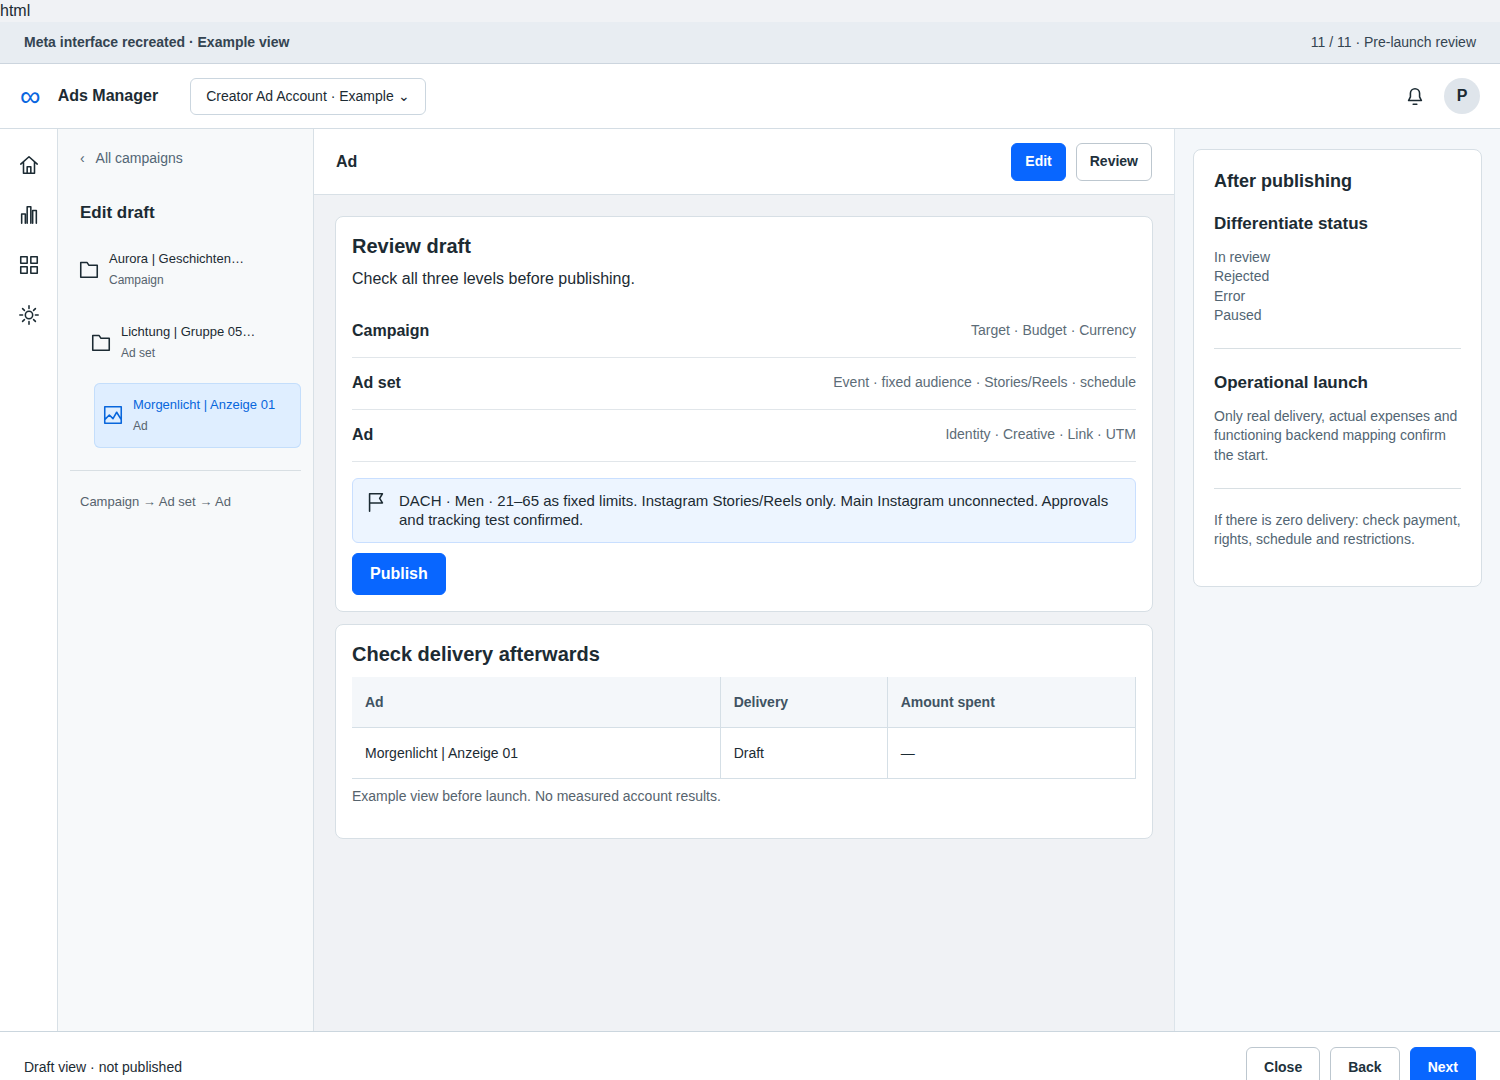 html
Meta interface recreated · Example view
11 / 11 · Pre-launch review
∞ Ads Manager
Creator Ad Account · Example ⌄
P
‹ All campaigns
Edit draft
Aurora | Geschichten…
Campaign
Lichtung | Gruppe 05…
Ad set
Morgenlicht | Anzeige 01
Ad
Campaign → Ad set → Ad
Ad
Edit
Review
Review draft
Check all three levels before publishing.
Campaign
Target · Budget · Currency
Ad set
Event · fixed audience · Stories/Reels · schedule
Ad
Identity · Creative · Link · UTM
DACH · Men · 21–65 as fixed limits. Instagram Stories/Reels only. Main Instagram unconnected. Approvals
and tracking test confirmed.
Publish
Check delivery afterwards
Ad Delivery Amount spent
Morgenlicht | Anzeige 01 Draft —
Example view before launch. No measured account results.
After publishing
Differentiate status
In review
Rejected
Error
Paused
Operational launch
Only real delivery, actual expenses and
functioning backend mapping confirm
the start.
If there is zero delivery: check payment,
rights, schedule and restrictions.
Draft view · not published
Close
Back
Next